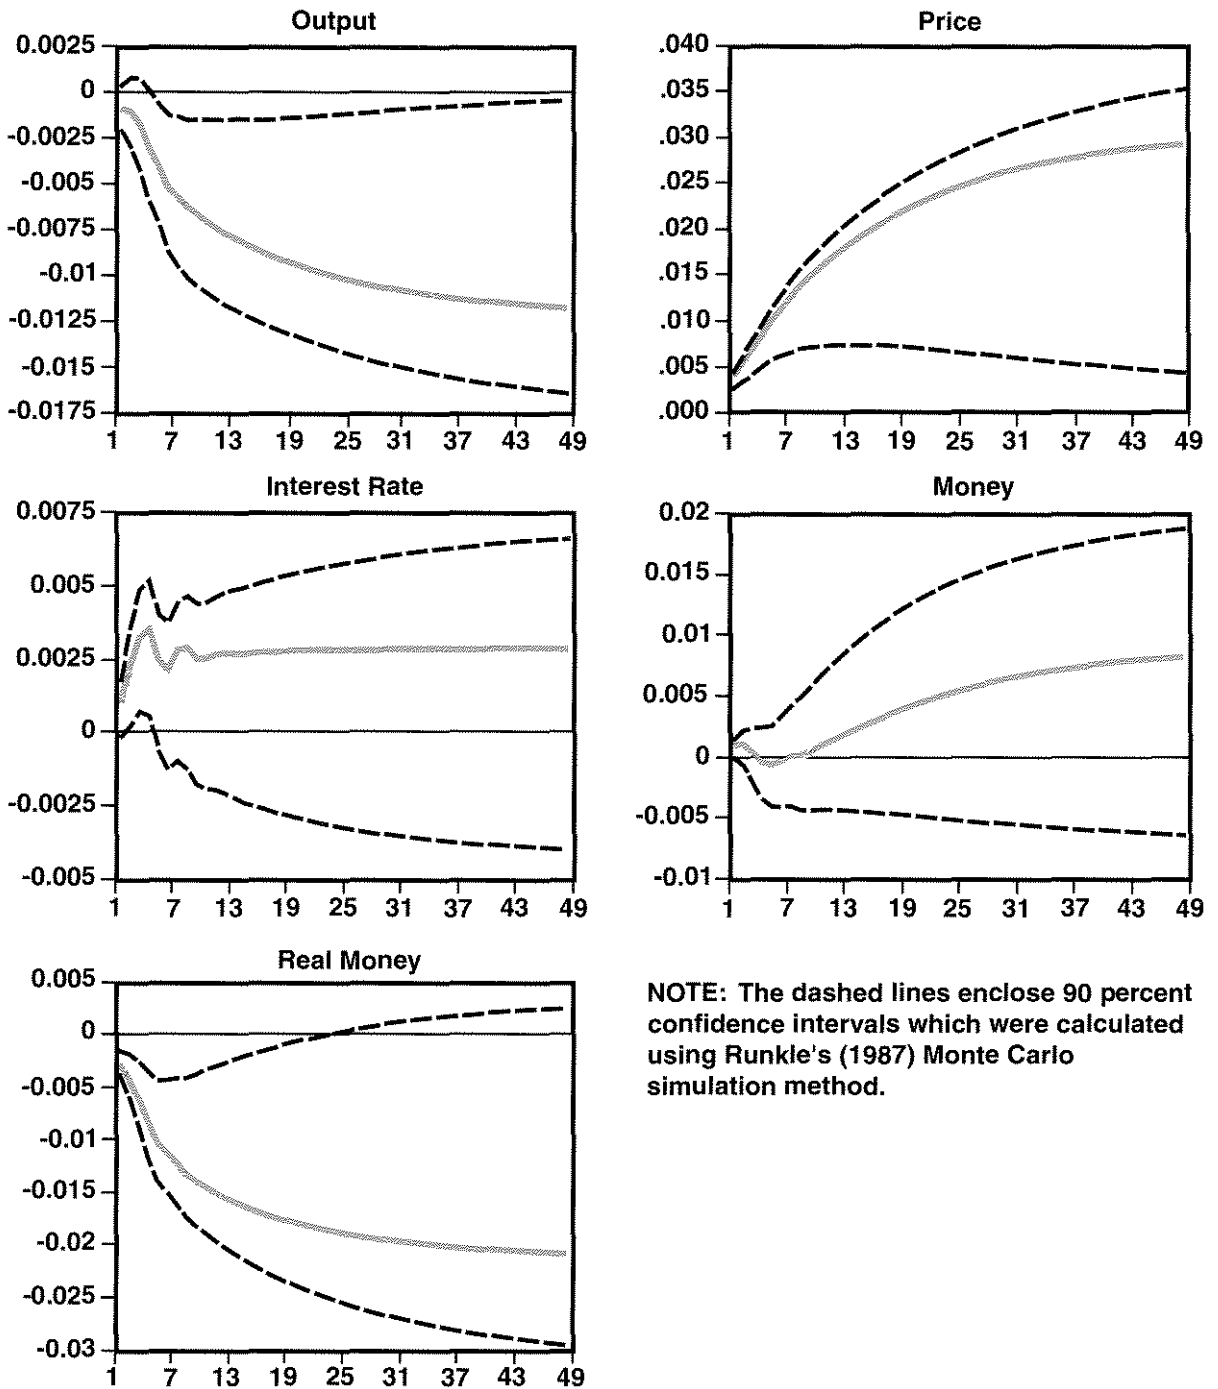 Output
0.0025
0
-0.0025
-0.005
-0.0075
-0.01
-0.0125
-0.015
-0.0175
1 7 13 19 25 31 37 43 49
Price
.040
.035
.030
.025
.020
.015
.010
.005
.000
1 7 13 19 25 31 37 43 49
Interest Rate
0.0075
0.005
0.0025
0
-0.0025
-0.005
1 7 13 19 25 31 37 43 49
Money
0.02
0.015
0.01
0.005
0
-0.005
-0.01
1 7 13 19 25 31 37 43 49
Real Money
0.005
0
-0.005
-0.01
-0.015
-0.02
-0.025
-0.03
1 7 13 19 25 31 37 43 49
NOTE: The dashed lines enclose 90 percent
confidence intervals which were calculated
using Runkle's (1987) Monte Carlo
simulation method.